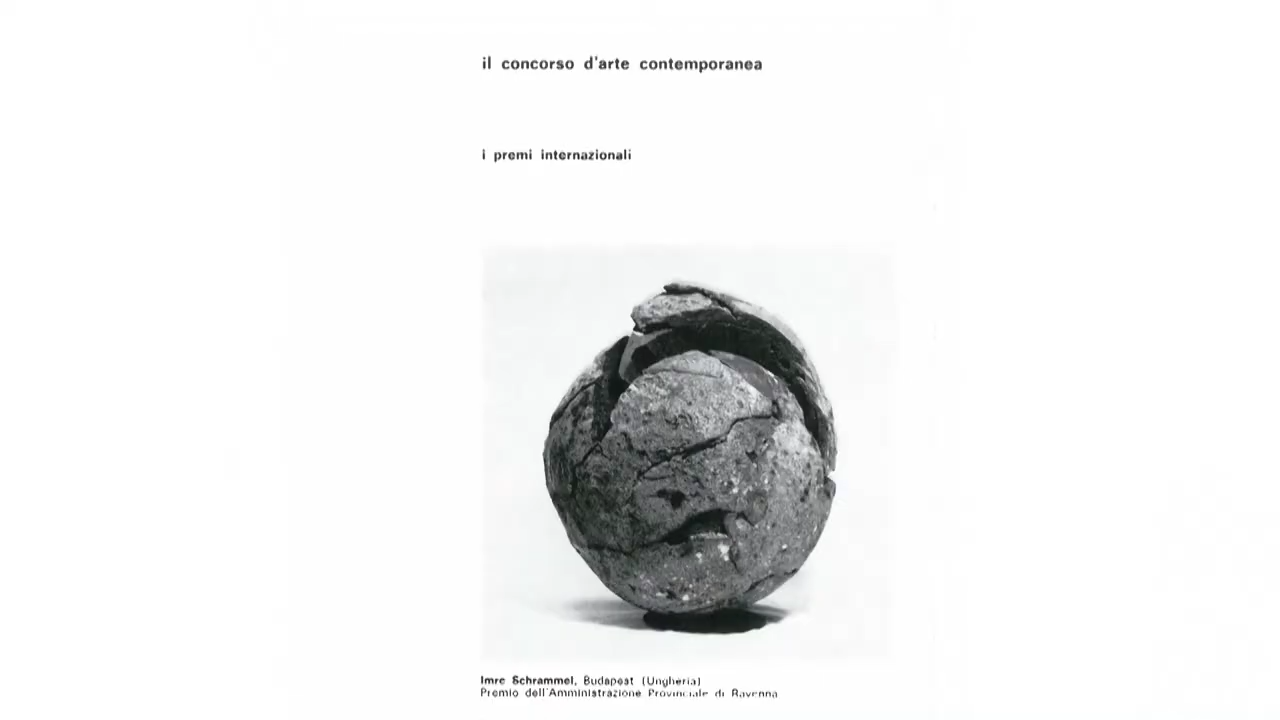 il concorso d'arte contemporanea
i premi internazionali
Imre Schrammel, Budapest (Ungheria)
Premio dell'Amministrazione Provinciale di Ravenna